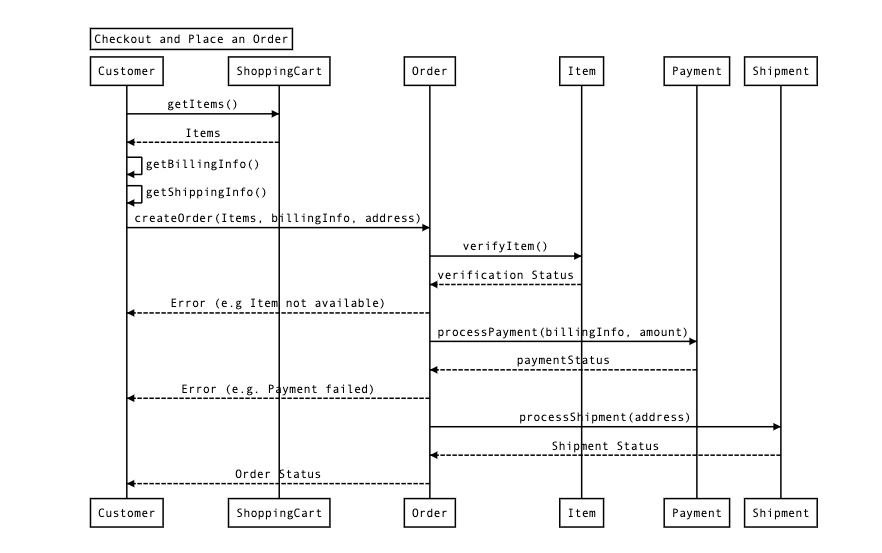 Checkout and Place an Order
Customer ShoppingCart Order Item Payment Shipment
getItems()
Items
getBillingInfo()
getShippingInfo()
createOrder(Items, billingInfo, address)
verifyItem()
verification Status
Error (e.g Item not available)
processPayment(billingInfo, amount)
paymentStatus
Error (e.g. Payment failed)
processShipment(address)
Shipment Status
Order Status
Customer ShoppingCart Order Item Payment Shipment